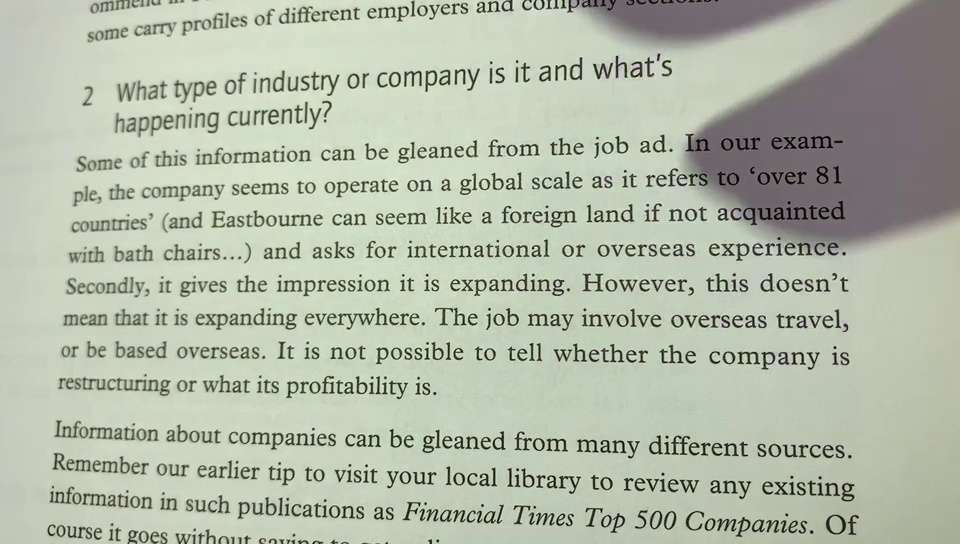 some carry profiles of different employers and company sections.
2 What type of industry or company is it and what's
happening currently?
Some of this information can be gleaned from the job ad. In our exam-
ple, the company seems to operate on a global scale as it refers to ‘over 81
countries’ (and Eastbourne can seem like a foreign land if not acquainted
with bath chairs...) and asks for international or overseas experience.
Secondly, it gives the impression it is expanding. However, this doesn’t
mean that it is expanding everywhere. The job may involve overseas travel,
or be based overseas. It is not possible to tell whether the company is
restructuring or what its profitability is.
Information about companies can be gleaned from many different sources.
Remember our earlier tip to visit your local library to review any existing
information in such publications as Financial Times Top 500 Companies. Of
course it goes without saying to